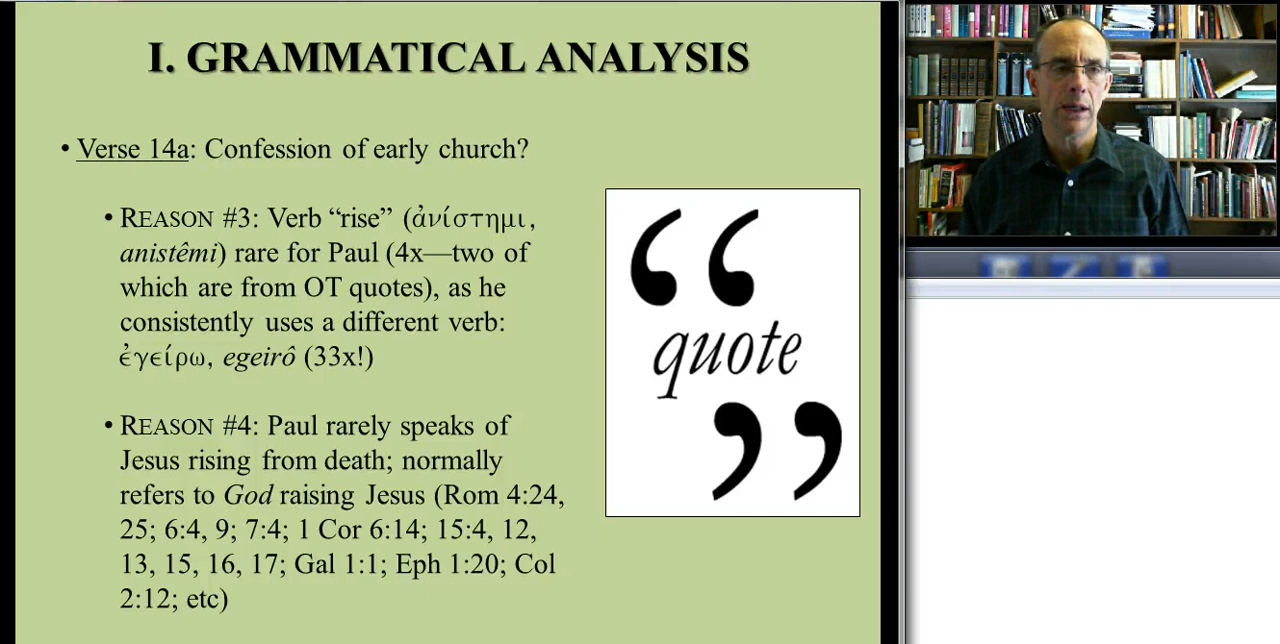 I. GRAMMATICAL ANALYSIS
• Verse 14a: Confession of early church?
• REASON #3: Verb “rise” (ἀνίστημι,
anistêmi) rare for Paul (4x—two of
which are from OT quotes), as he
consistently uses a different verb:
ἐγείρω, egeirô (33x!)
• REASON #4: Paul rarely speaks of
Jesus rising from death; normally
refers to God raising Jesus (Rom 4:24,
25; 6:4, 9; 7:4; 1 Cor 6:14; 15:4, 12,
13, 15, 16, 17; Gal 1:1; Eph 1:20; Col
2:12; etc)
“
quote
”